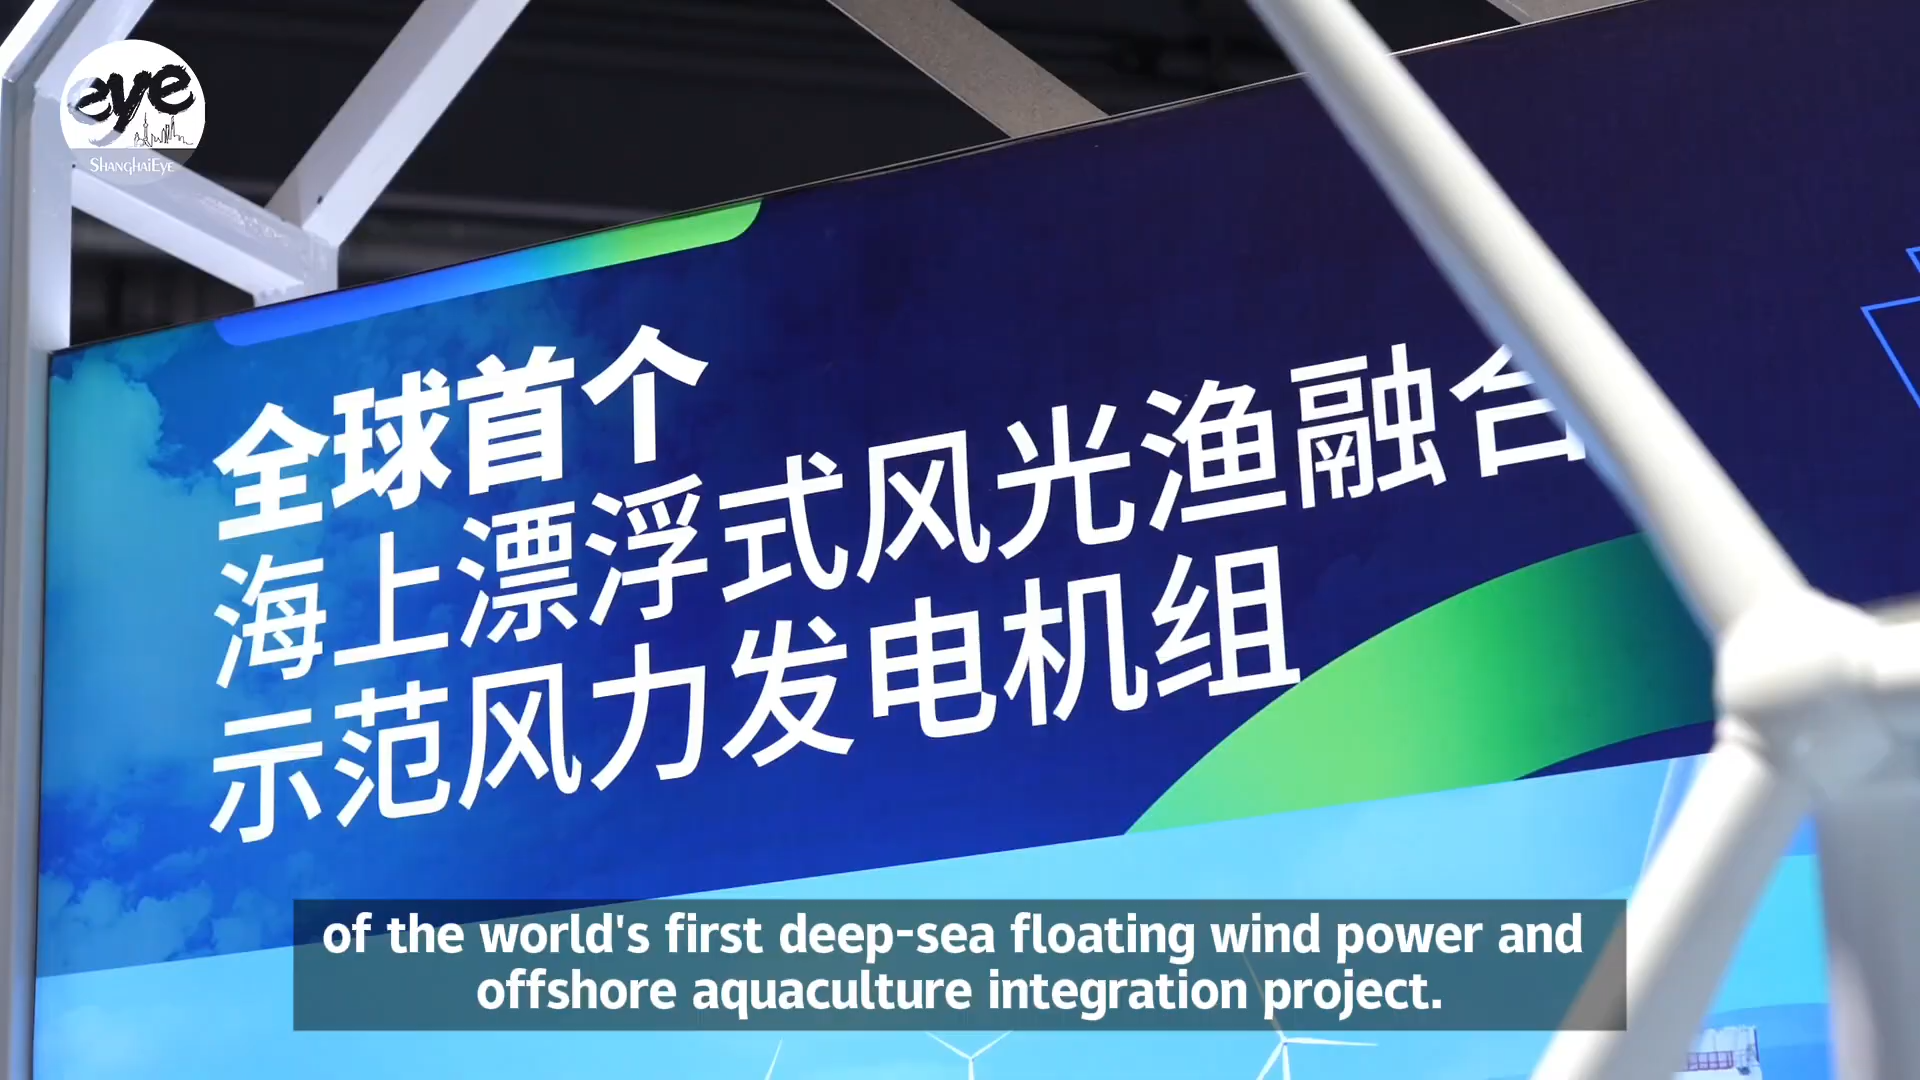 eye
SHANGHAIEYE
全球首个
海上漂浮式风光渔融合
示范风力发电机组
of the world's first deep-sea floating wind power and
offshore aquaculture integration project.